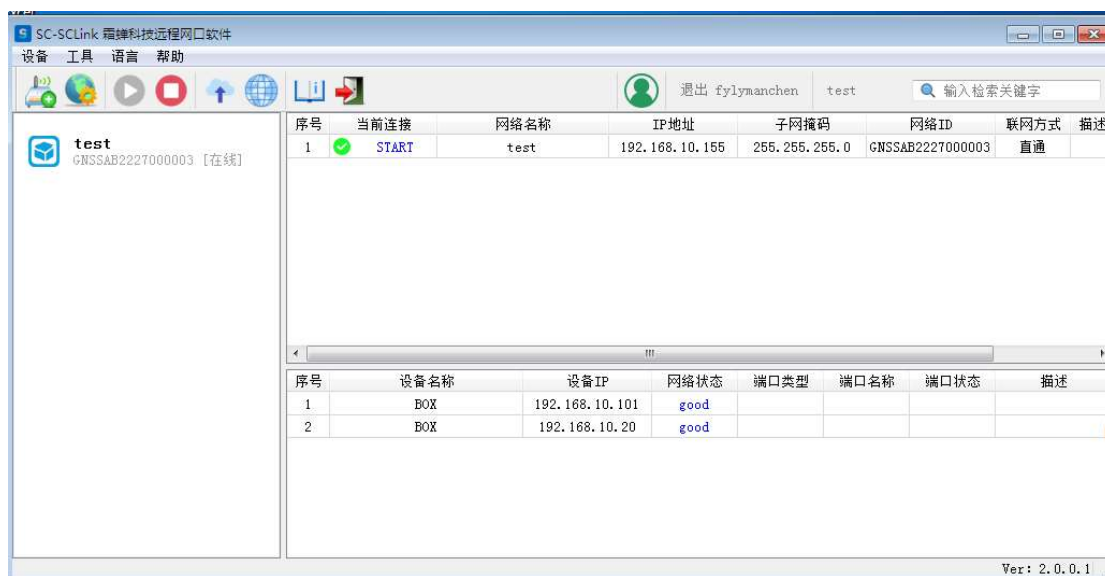 SC-SCLink 霜蝉科技远程网口软件
设备 工具 语言 帮助
退出 fylymanchen test 输入检索关键字
test
GNSSAB2227000003 [在线]
序号 当前连接 网络名称 IP地址 子网掩码 网络ID 联网方式 描述
1 START test 192.168.10.155 255.255.255.0 GNSSAB2227000003 直通
序号 设备名称 设备IP 网络状态 端口类型 端口名称 端口状态 描述
1 BOX 192.168.10.101 good
2 BOX 192.168.10.20 good
Ver: 2.0.0.1